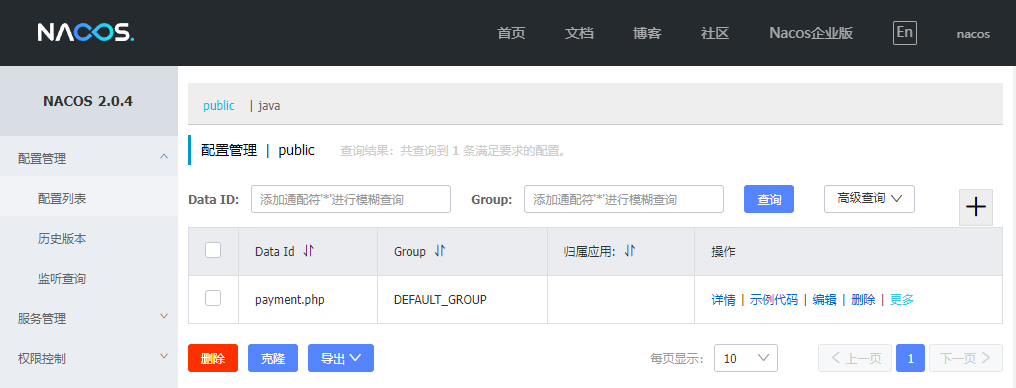 NACOS. 首页 文档 博客 社区 Nacos企业版 En nacos
NACOS 2.0.4
配置管理
配置列表
历史版本
监听查询
服务管理
权限控制
public | java
配置管理 | public 查询结果：共查询到 1 条满足要求的配置。
Data ID: 添加通配符'*'进行模糊查询 Group: 添加通配符'*'进行模糊查询 查询 高级查询
Data Id Group 归属应用: 操作
payment.php DEFAULT_GROUP 详情 | 示例代码 | 编辑 | 删除 | 更多
删除 克隆 导出 每页显示: 10 上一页 1 下一页